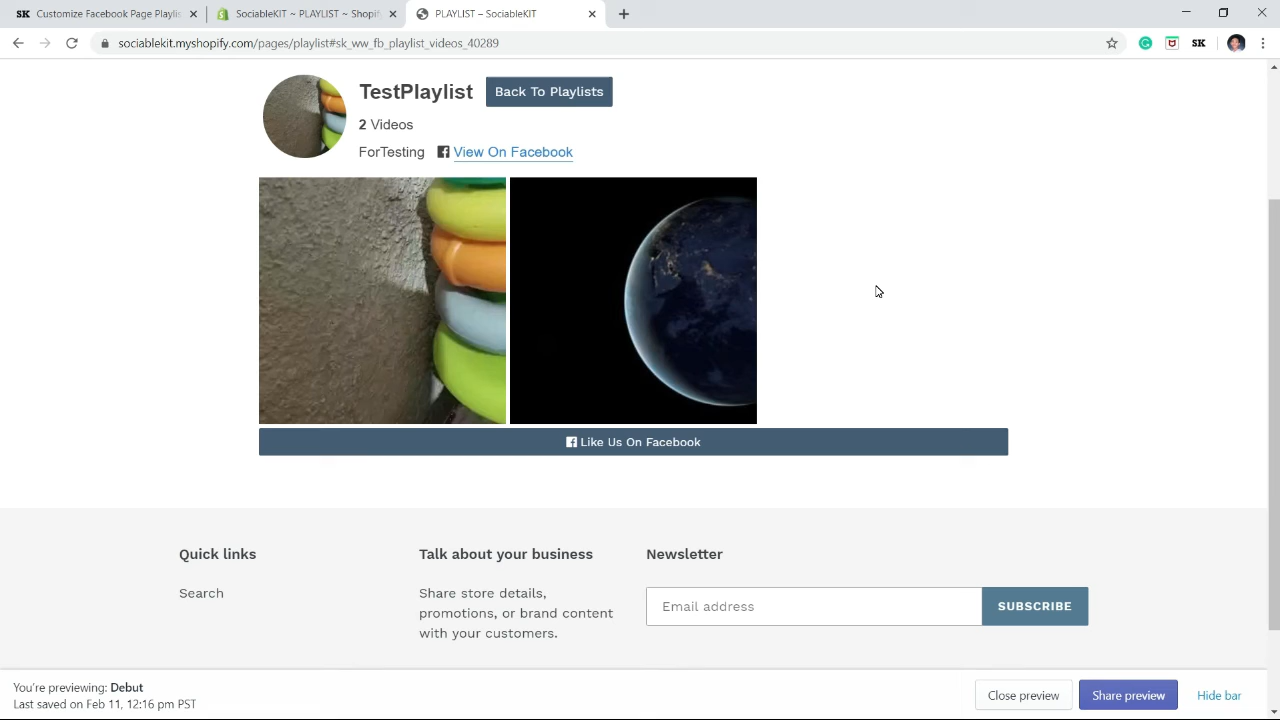 SK Customize Facebook Page Playlist
SociableKIT ~ PLAYLIST ~ Shopif
SociableKIT - PLAYLIST
sociablekit.myshopify.com/pages/playlist#sk_ww_fb_playlist_videos_40289
SK
TestPlaylist
Back To Playlists
2 Videos
ForTesting
View On Facebook
Like Us On Facebook
Quick links
Talk about your business
Newsletter
Search
Share store details,
promotions, or brand content
with your customers.
Email address
SUBSCRIBE
You're previewing: Debut
Last saved on Feb 11, 12:16 pm PST
Close preview
Share preview
Hide bar